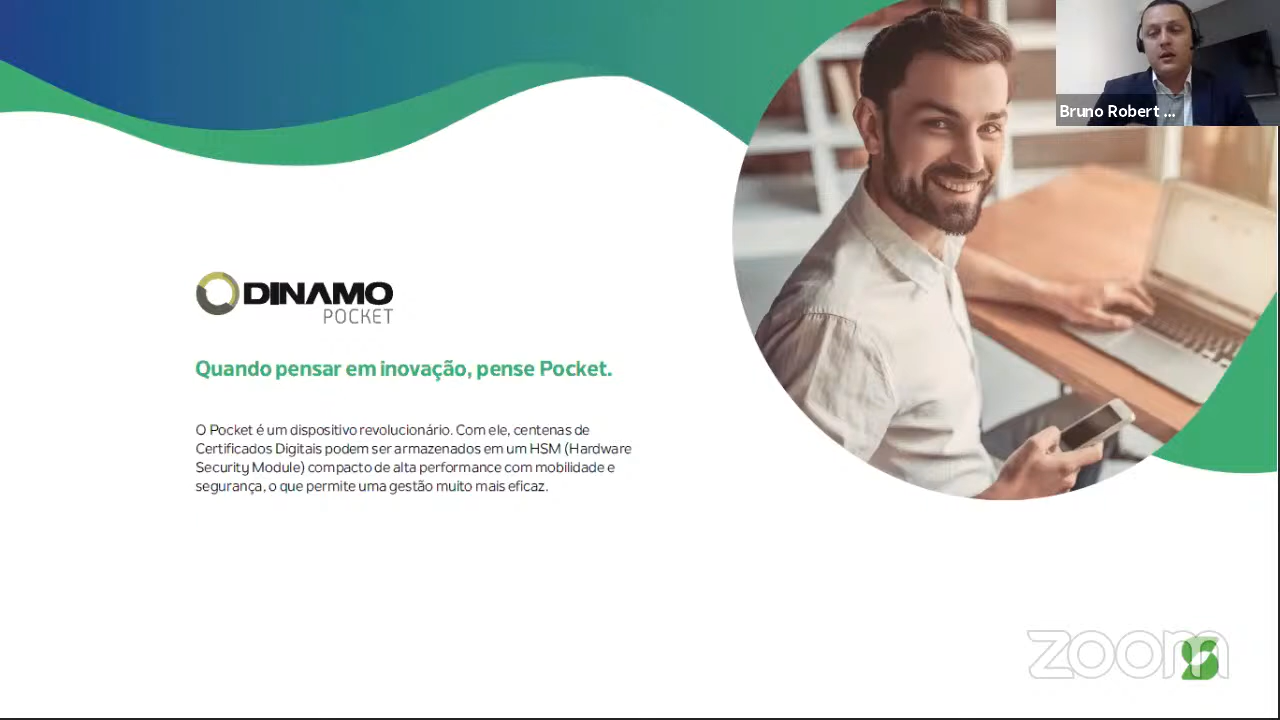 Bruno Robert ...
DINAMO
POCKET
Quando pensar em inovação, pense Pocket.
O Pocket é um dispositivo revolucionário. Com ele, centenas de
Certificados Digitais podem ser armazenados em um HSM (Hardware
Security Module) compacto de alta performance com mobilidade e
segurança, o que permite uma gestão muito mais eficaz.
zoom